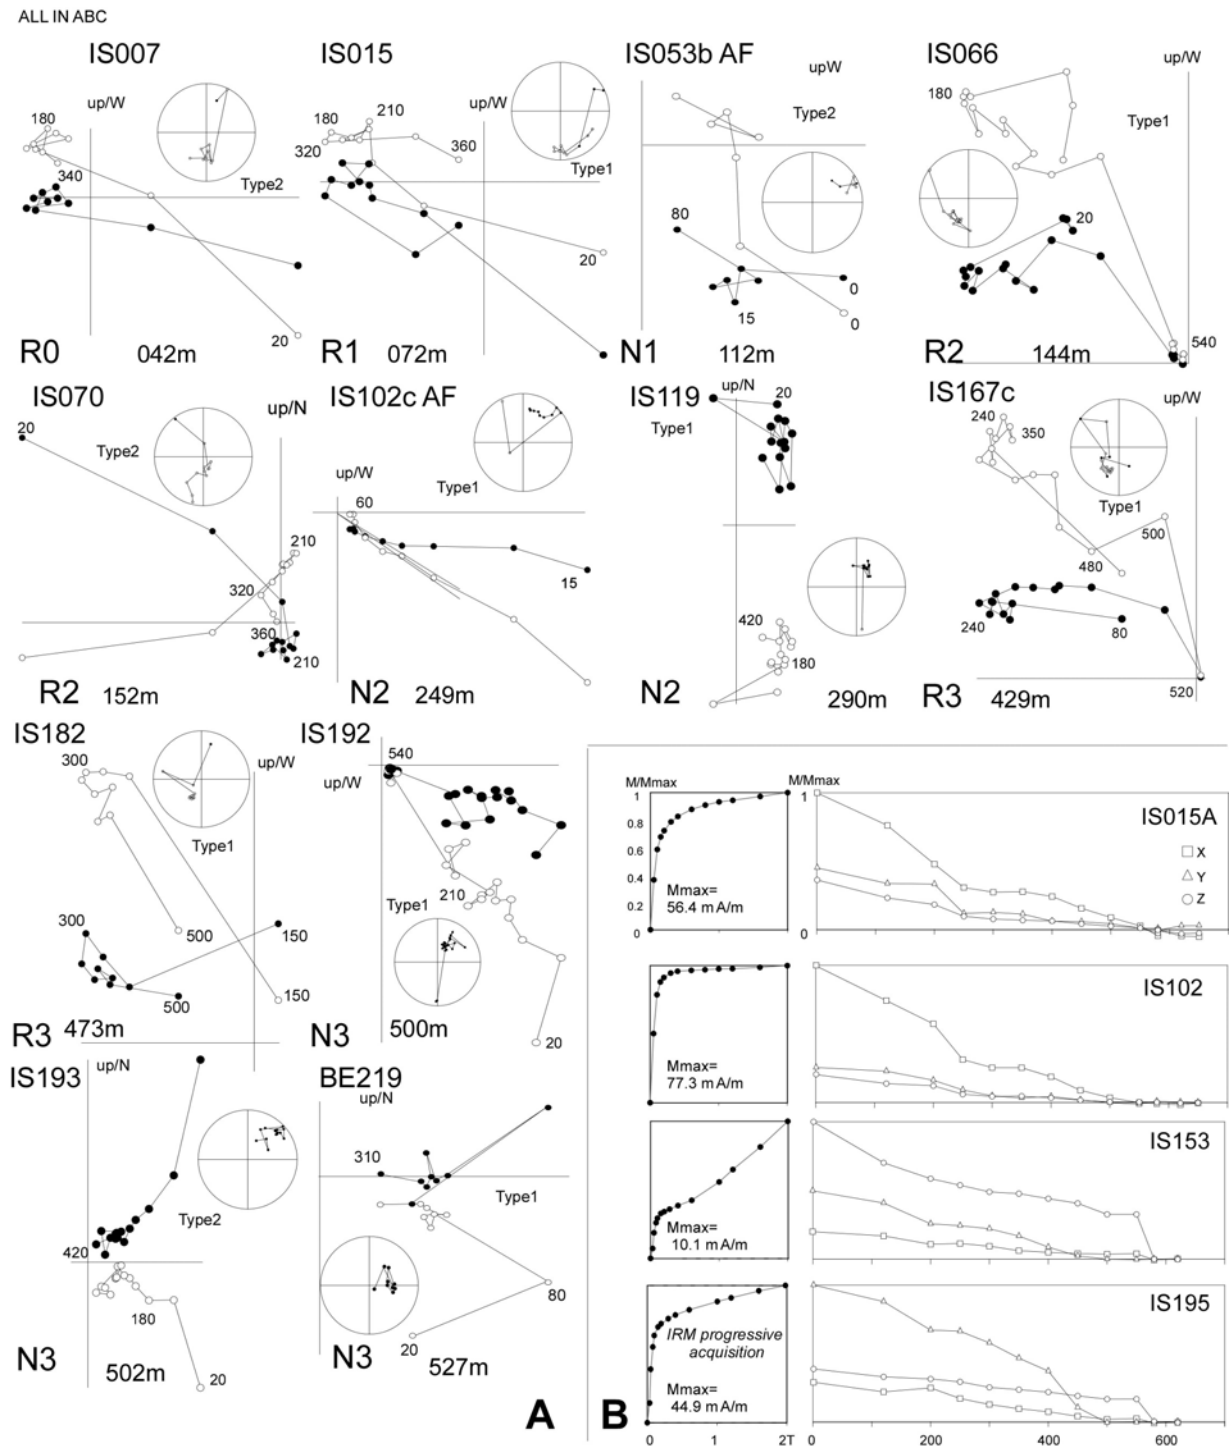 ALL IN ABC
IS007
up/W
180
340
Type2
20
R0
042m
IS015
up/W
210
180
320
360
Type1
20
R1
072m
IS053b AF
upW
Type2
80
0
15
0
N1
112m
IS066
up/W
180
Type1
20
540
R2
144m
IS070
up/N
20
Type2
210
320
360
210
R2
152m
IS102c AF
up/W
Type1
60
15
N2
249m
IS119
up/N
20
Type1
420
180
N2
290m
IS167c
up/W
240
350
Type1
500
480
240
80
520
R3
429m
IS182
300
up/W
Type1
300
500
150
500
150
R3
473m
IS192
540
up/W
210
Type1
20
N3
500m
IS193
up/N
Type2
420
180
20
N3
502m
BE219
up/N
310
Type1
80
20
N3
527m
A
B
M/Mmax
M/Mmax
1
0.8
0.6
0.4
0.2
0
Mmax=
56.4 mA/m
1
0
IS015A
X
Y
Z
Mmax=
77.3 mA/m
IS102
Mmax=
10.1 mA/m
IS153
IRM progressive
acquisition
Mmax=
44.9 mA/m
IS195
0
1
2T
0
200
400
600